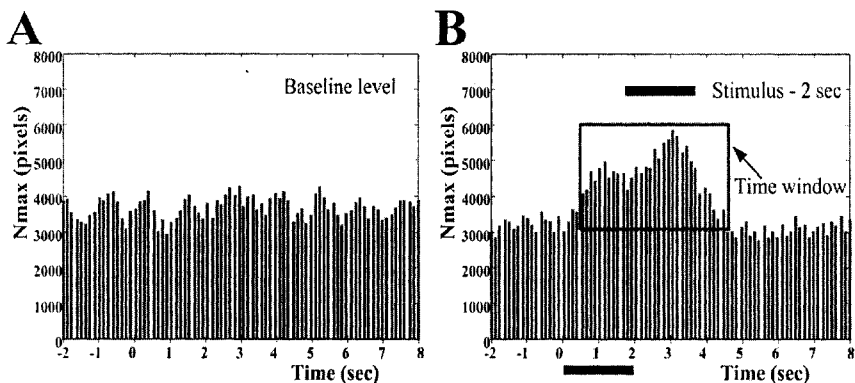 A
Nmax (pixels)
8000
7000
6000
5000
4000
3000
2000
1000
0
Baseline level
-2 -1 0 1 2 3 4 5 6 7 8
Time (sec)
B
Nmax (pixels)
8000
7000
6000
5000
4000
3000
2000
1000
0
Stimulus - 2 sec
Time window
-2 -1 0 1 2 3 4 5 6 7 8
Time (sec)